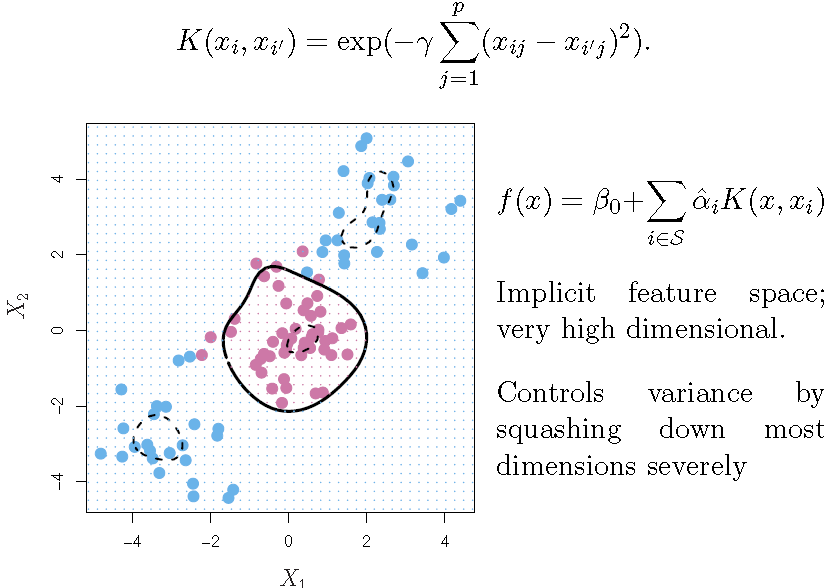 K(x_i, x_{i'}) = exp(−γ ∑_{j=1}^{p} (x_{ij} − x_{i'j})^2).
f(x) = β_0 + ∑_{i∈S} α̂_i K(x, x_i)
Implicit feature space;
very high dimensional.
Controls variance by
squashing down most
dimensions severely
X_2
4
2
0
−2
−4
−4 −2 0 2 4
X_1